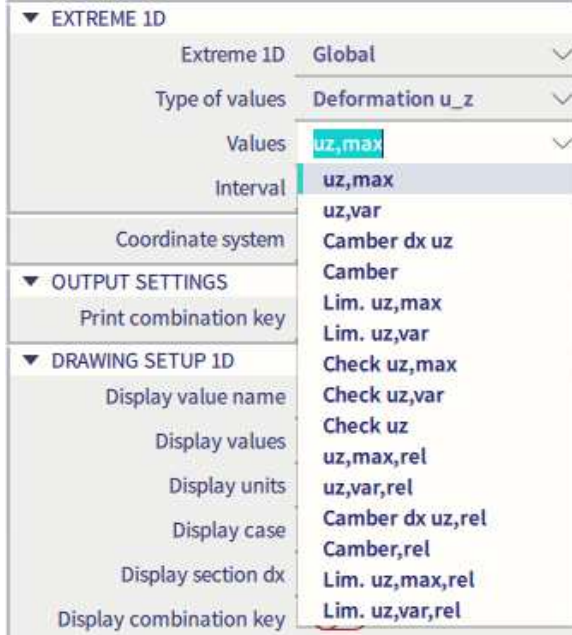 EXTREME 1D
Extreme 1D Global
Type of values Deformation u_z
Values uz,max
Interval uz,max
uz,var
Coordinate system Camber dx uz
Camber
OUTPUT SETTINGS
Lim. uz,max
Print combination key Lim. uz,var
DRAWING SETUP 1D Check uz,max
Display value name Check uz,var
Check uz
Display values
uz,max,rel
Display units uz,var,rel
Camber dx uz,rel
Display case
Camber,rel
Display section dx Lim. uz,max,rel
Display combination key Lim. uz,var,rel